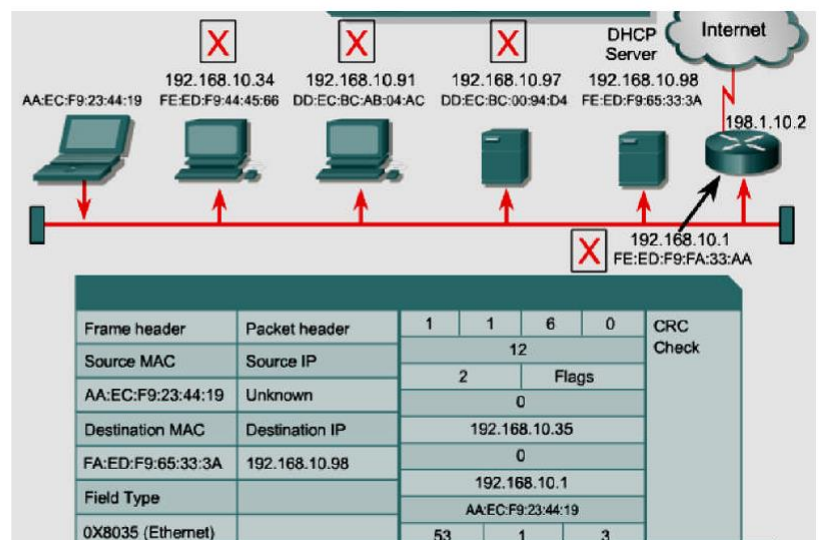 DHCP
Server
Internet
X
X
X
192.168.10.34
192.168.10.91
192.168.10.97
192.168.10.98
AA:EC:F9:23:44:19
FE:ED:F9:44:45:66
DD:EC:BC:AB:04:AC
DD:EC:BC:00:94:D4
FE:ED:F9:65:33:3A
198.1.10.2
X
192.168.10.1
FE:ED:F9:FA:33:AA
Frame header
Packet header
1 1 6 0
CRC
Check
Source MAC
Source IP
12
2 Flags
AA:EC:F9:23:44:19
Unknown
0
Destination MAC
Destination IP
192.168.10.35
FA:ED:F9:65:33:3A
192.168.10.98
0
192.168.10.1
Field Type
AA:EC:F9:23:44:19
0X8035 (Ethernet)
53 1 3